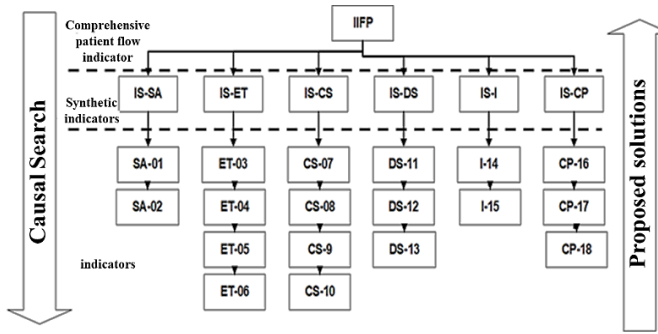 Comprehensive
patient flow
indicator
IIFP
IS-SA IS-ET IS-CS IS-DS IS-I IS-CP
Synthetic
indicators
SA-01 ET-03 CS-07 DS-11 I-14 CP-16
SA-02 ET-04 CS-08 DS-12 I-15 CP-17
ET-05 CS-9 DS-13 CP-18
indicators
ET-06 CS-10
Causal Search
Proposed solutions